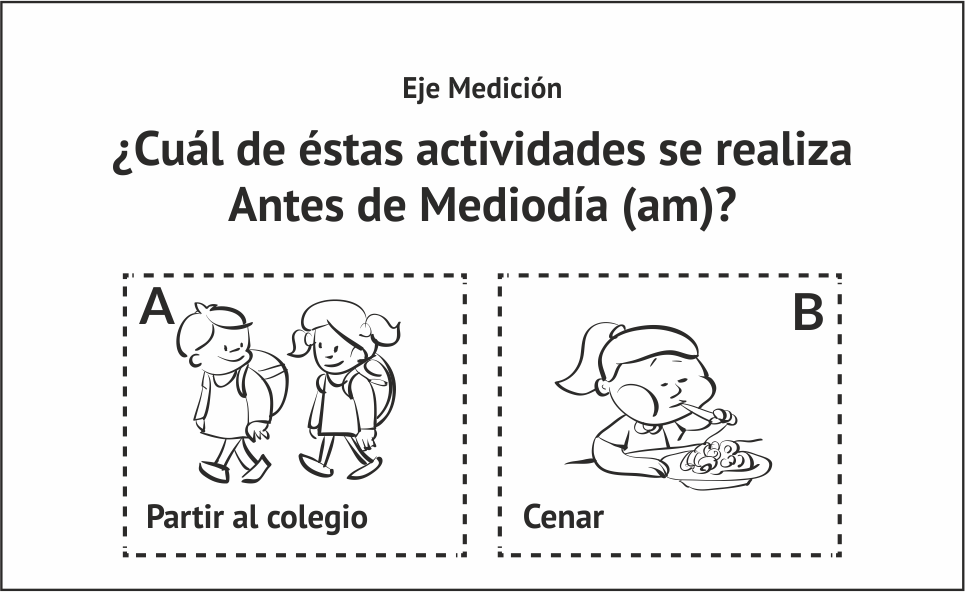 Eje Medición
¿Cuál de éstas actividades se realiza
Antes de Mediodía (am)?
A
B
Partir al colegio
Cenar